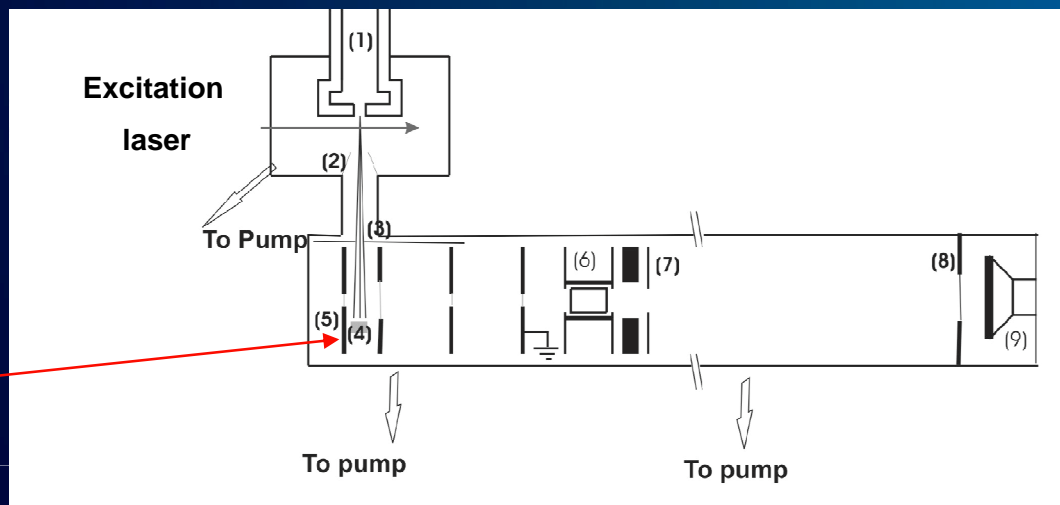 (1)
Excitation
laser
(2)
(3)
To Pump
(6)
(7)
(8)
(5)
(4)
(9)
To pump
To pump